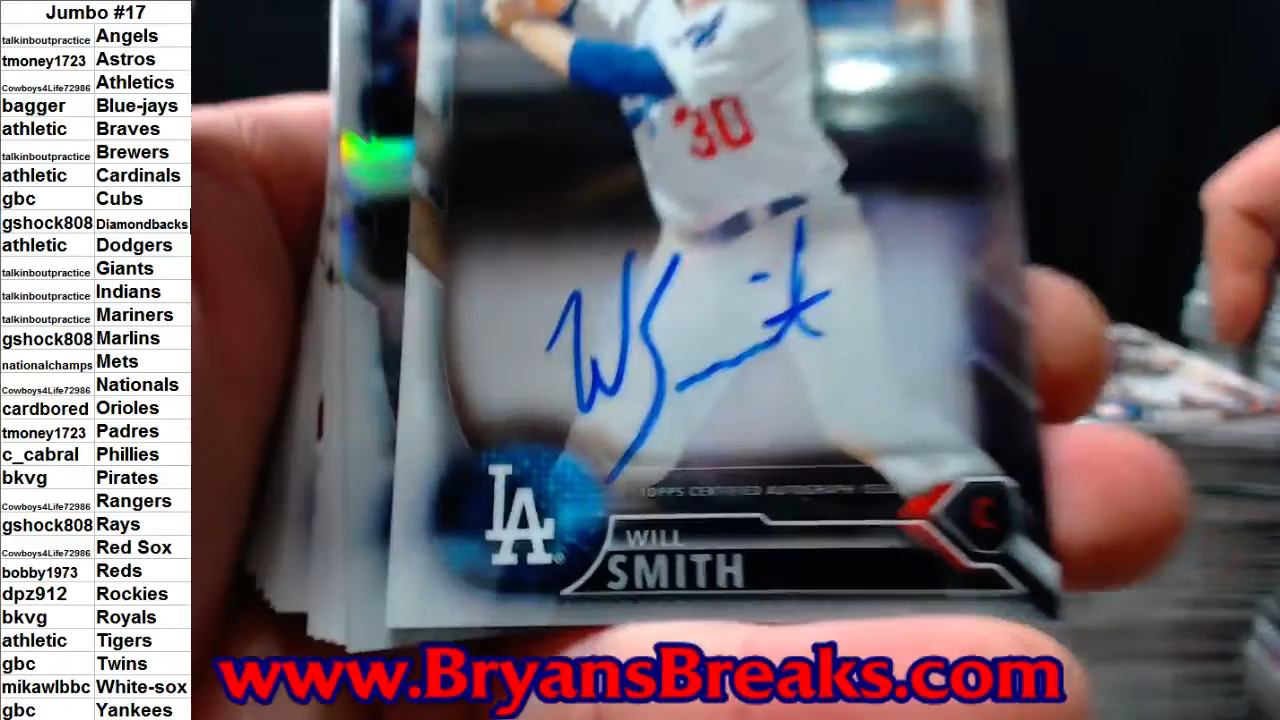 Jumbo #17
talkinboutpractice Angels
tmoney1723 Astros
Cowboys4Life72986 Athletics
bagger Blue-jays
athletic Braves
talkinboutpractice Brewers
athletic Cardinals
gbc Cubs
gshock808 Diamondbacks
athletic Dodgers
talkinboutpractice Giants
talkinboutpractice Indians
talkinboutpractice Mariners
gshock808 Marlins
nationalchamps Mets
Cowboys4Life72986 Nationals
cardbored Orioles
tmoney1723 Padres
c_cabral Phillies
bkvg Pirates
Cowboys4Life72986 Rangers
gshock808 Rays
Cowboys4Life72986 Red Sox
bobby1973 Reds
dpz912 Rockies
bkvg Royals
athletic Tigers
gbc Twins
mikawlbbc White-sox
gbc Yankees
30
W Smit
TOPPS CERTIFIED AUTOGRAPH
LA
C
WILL
SMITH
www.BryansBreaks.com